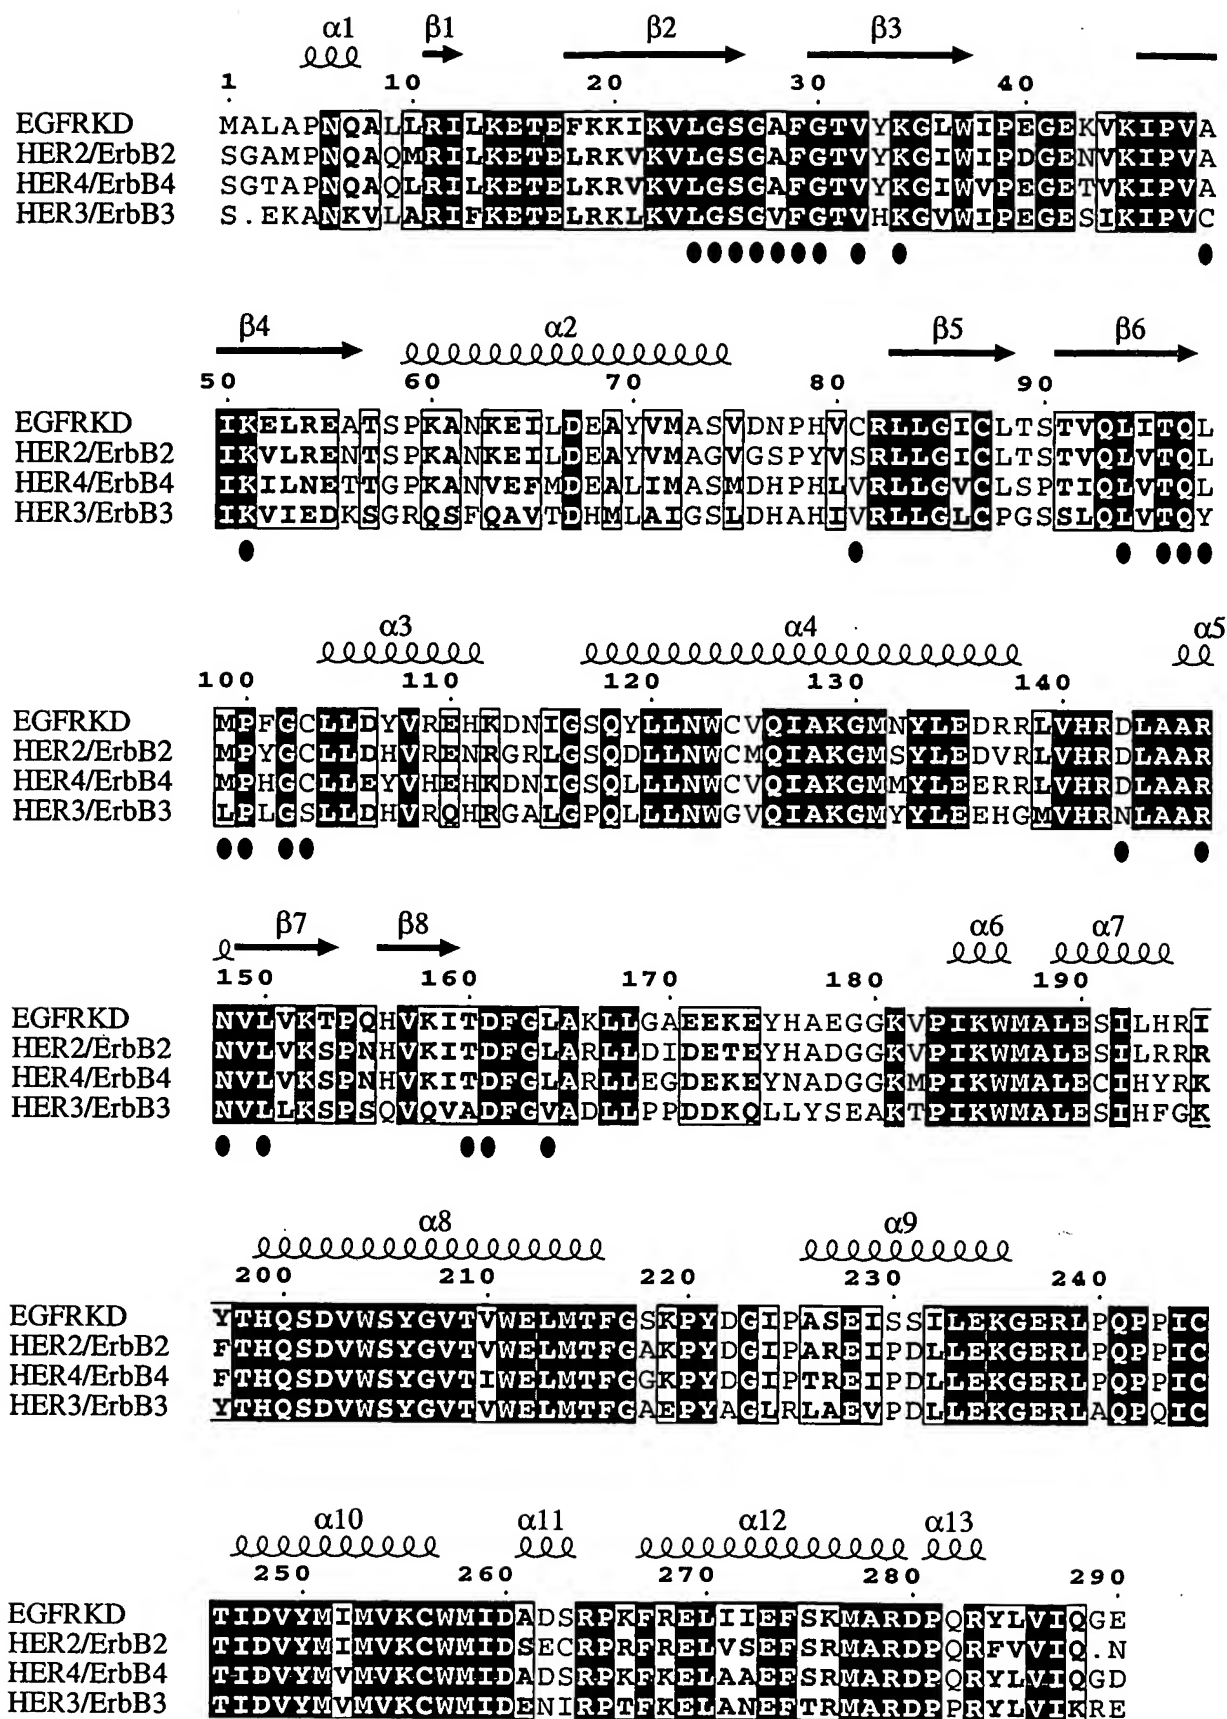 α1 β1 β2 β3
1 10 20 30 40
EGFRKD MALAPNQALLRILKETEFKKIKVLGSGAFGTVYKGLWIPEGEKVKIPVA
HER2/ErbB2 SGAMPNQAQMRILKETELRKVKVLGSGAFGTVYKGIWIPDGENVKIPVA
HER4/ErbB4 SGTAPNQAQLRILKETELKRVKVLGSGAFGTVYKGIWVPEGETVKIPVA
HER3/ErbB3 S.EKANKVLARIFKETELRKLKVLGSGVFGTVHKGVWIPEGESIKIPVC
β4 α2 β5 β6
50 60 70 80 90
EGFRKD IKELREATSPKANKEILDEAYVMASVDNPHVCRLLGICLTSTVQLITQL
HER2/ErbB2 IKVLRENTSPKANKEILDEAYVMAGVGSPYVSRLLGICLTSTVQLVTQL
HER4/ErbB4 IKILNETTGPKANVEFMDEALIMASMDHPHLVRLLGVCLSPTIQLVTQL
HER3/ErbB3 IKVIEDKSGRQSFQAVTDHMLAIGSLDHAHIVRLLGLCPGSSLQLVTQY
α3 α4 α5
100 110 120 130 140
EGFRKD MPFGCLLDYVREHKDNIGSQYLLNWCVQIAKGMNYLEDRRLVHRDLAAR
HER2/ErbB2 MPYGCLLDHVRENRGRLGSQDLLNWCMQIAKGMSYLEDVRLVHRDLAAR
HER4/ErbB4 MPHGCLLEYVHEHKDNIGSQLLLNWCVQIAKGMMYLEERRLVHRDLAAR
HER3/ErbB3 LPLGSLLDHVRQHRGALGPQLLLNWGVQIAKGMYYLEEHGMVHRNLAAR
β7 β8 α6 α7
150 160 170 180 190
EGFRKD NVLVKTPQHVKITDFGLAKLLGAEEKEYHAEGGKVPIKWMALESILHRI
HER2/ErbB2 NVLVKSPNHVKITDFGLARLLDIDETEYHADGGKVPIKWMALESILRRR
HER4/ErbB4 NVLVKSPNHVKITDFGLARLLEGDEKEYNADGGKMPIKWMALECIHYRK
HER3/ErbB3 NVLLKSPSQVQVADFGVADLLPPDDKQLLYSEAKTPIKWMALESIHFGK
α8 α9
200 210 220 230 240
EGFRKD YTHQSDVWSYGVTVWELMTFGSKPYDGIPASEISSILEKGERLPQPPIC
HER2/ErbB2 FTHQSDVWSYGVTVWELMTFGAKPYDGIPAREIPDLLEKGERLPQPPIC
HER4/ErbB4 FTHQSDVWSYGVTIWELMTFGGKPYDGIPTREIPDLLEKGERLPQPPIC
HER3/ErbB3 YTHQSDVWSYGVTVWELMTFGAEPYAGLRLAEVPDLLEKGERLAQPQIC
α10 α11 α12 α13
250 260 270 280 290
EGFRKD TIDVYMIMVKCWMIDADSRPKFRELIIEFSKMARDPQRYLVIQGE
HER2/ErbB2 TIDVYMIMVKCWMIDSECRPRFRELVSEFSRMARDPQRFVVIQ.N
HER4/ErbB4 TIDVYMVMVKCWMIDADSRPKFKELAAEFSRMARDPQRYLVIQGD
HER3/ErbB3 TIDVYMVMVKCWMIDENIRPTFKELANEFTRMARDPPRYLVIKRE